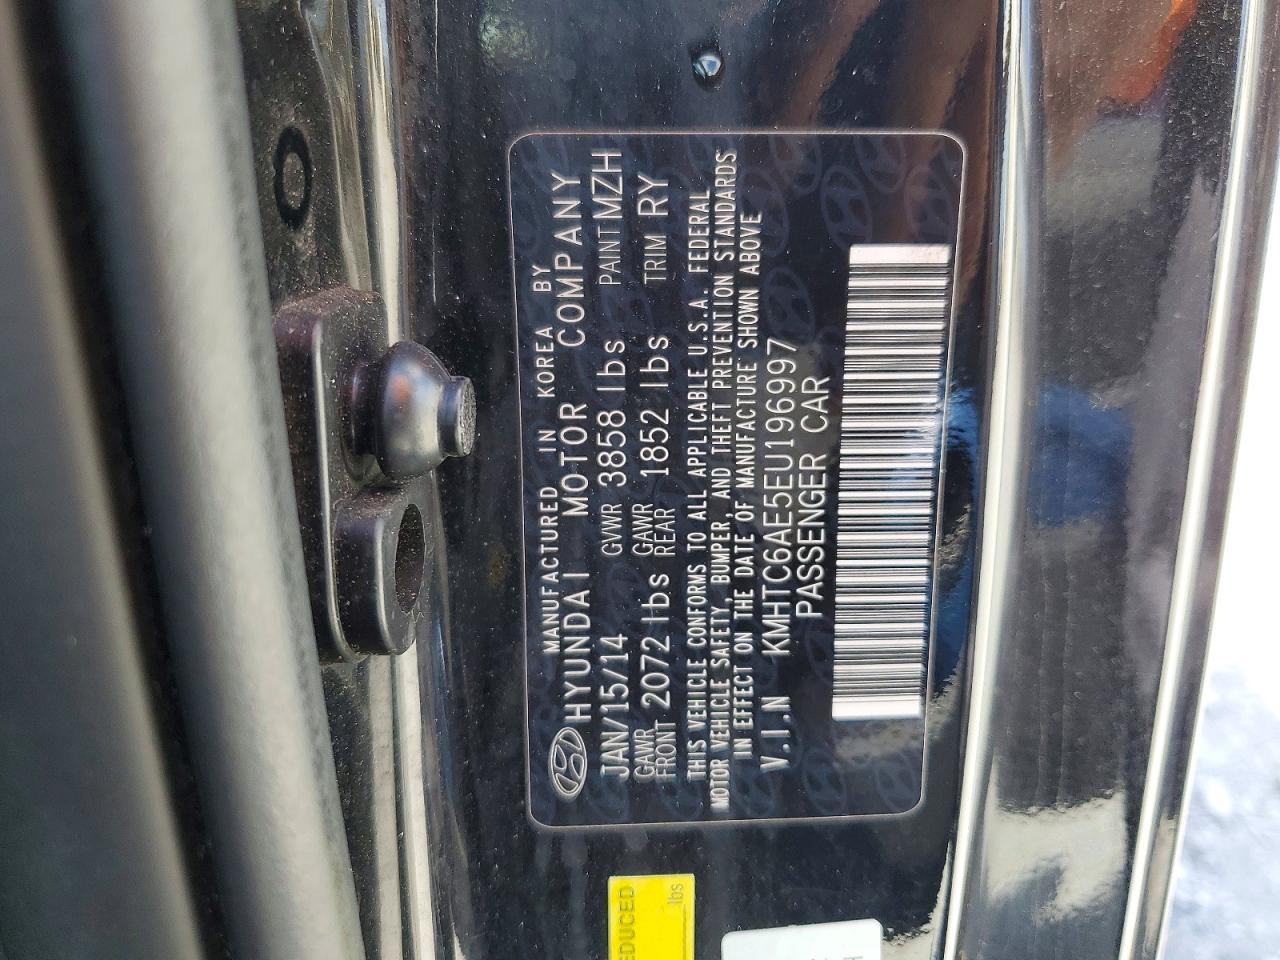 MANUFACTURED IN KOREA BY
HYUNDAI MOTOR COMPANY
JAN/15/14 GVWR 3858 lbs PAINT MZH
GAWR FRONT 2072 lbs GAWR REAR 1852 lbs TRIM RY
THIS VEHICLE CONFORMS TO ALL APPLICABLE U.S.A. FEDERAL
MOTOR VEHICLE SAFETY, BUMPER, AND THEFT PREVENTION STANDARDS
IN EFFECT ON THE DATE OF MANUFACTURE SHOWN ABOVE
V.I.N KMHTC6AE5EU196997
PASSENGER CAR
EDUCED
lbs